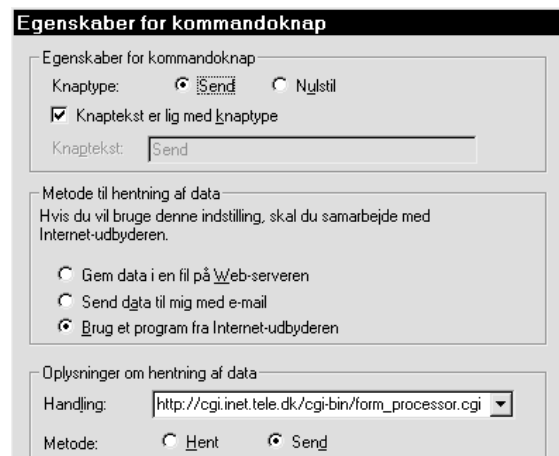 Egenskaber for kommandoknap
Egenskaber for kommandoknap
Knaptype: Send Nulstil
Knaptekst er lig med knaptype
Knaptekst: Send
Metode til hentning af data
Hvis du vil bruge denne indstilling, skal du samarbejde med
Internet-udbyderen.
Gem data i en fil på Web-serveren
Send data til mig med e-mail
Brug et program fra Internet-udbyderen
Oplysninger om hentning af data
Handling: http://cgi.inet.tele.dk/cgi-bin/form_processor.cgi
Metode: Hent Send